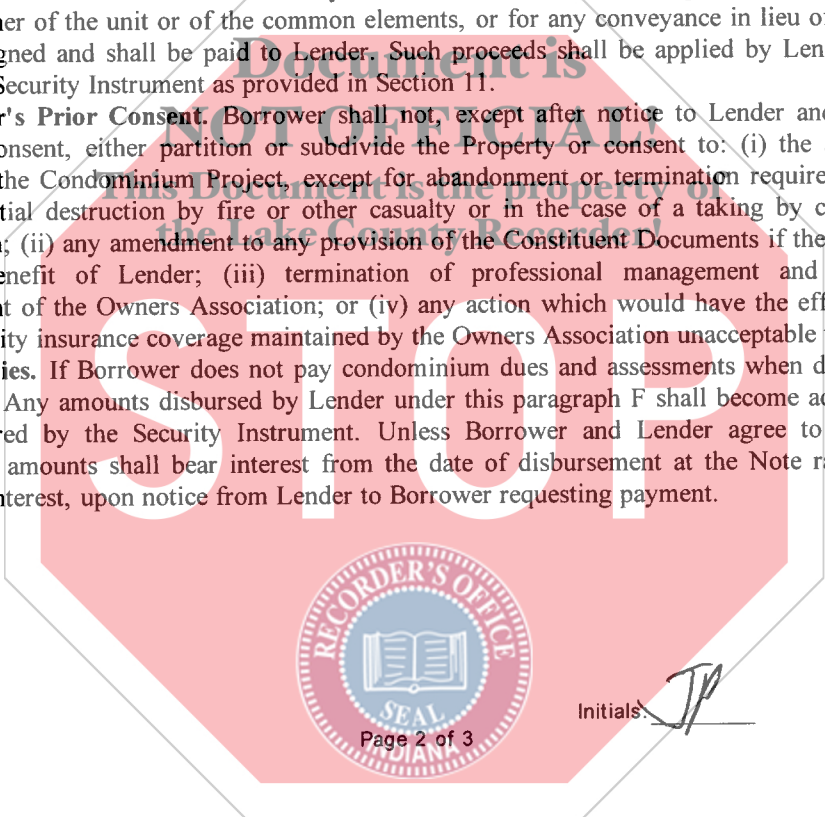 er of the unit or of the common elements, or for any conveyance in lieu of
gned and shall be paid to Lender. Such proceeds shall be applied by Len
Security Instrument as provided in Section 11.
r's Prior Consent. Borrower shall not, except after notice to Lender and
onsent, either partition or subdivide the Property or consent to: (i) the
the Condominium Project, except for abandonment or termination require
tial destruction by fire or other casualty or in the case of a taking by c
; (ii) any amendment to any provision of the Constituent Documents if the
enefit of Lender; (iii) termination of professional management and
t of the Owners Association; or (iv) any action which would have the eff
ity insurance coverage maintained by the Owners Association unacceptable
ies. If Borrower does not pay condominium dues and assessments when d
Any amounts disbursed by Lender under this paragraph F shall become ad
red by the Security Instrument. Unless Borrower and Lender agree to
amounts shall bear interest from the date of disbursement at the Note ra
nterest, upon notice from Lender to Borrower requesting payment.
Document is
NOT OFFICIAL!
This Document is the property of
the Lake County Recorder!
STOP
RECORDER'S OFFICE
SEAL
INDIANA
Initials: JP
Page 2 of 3